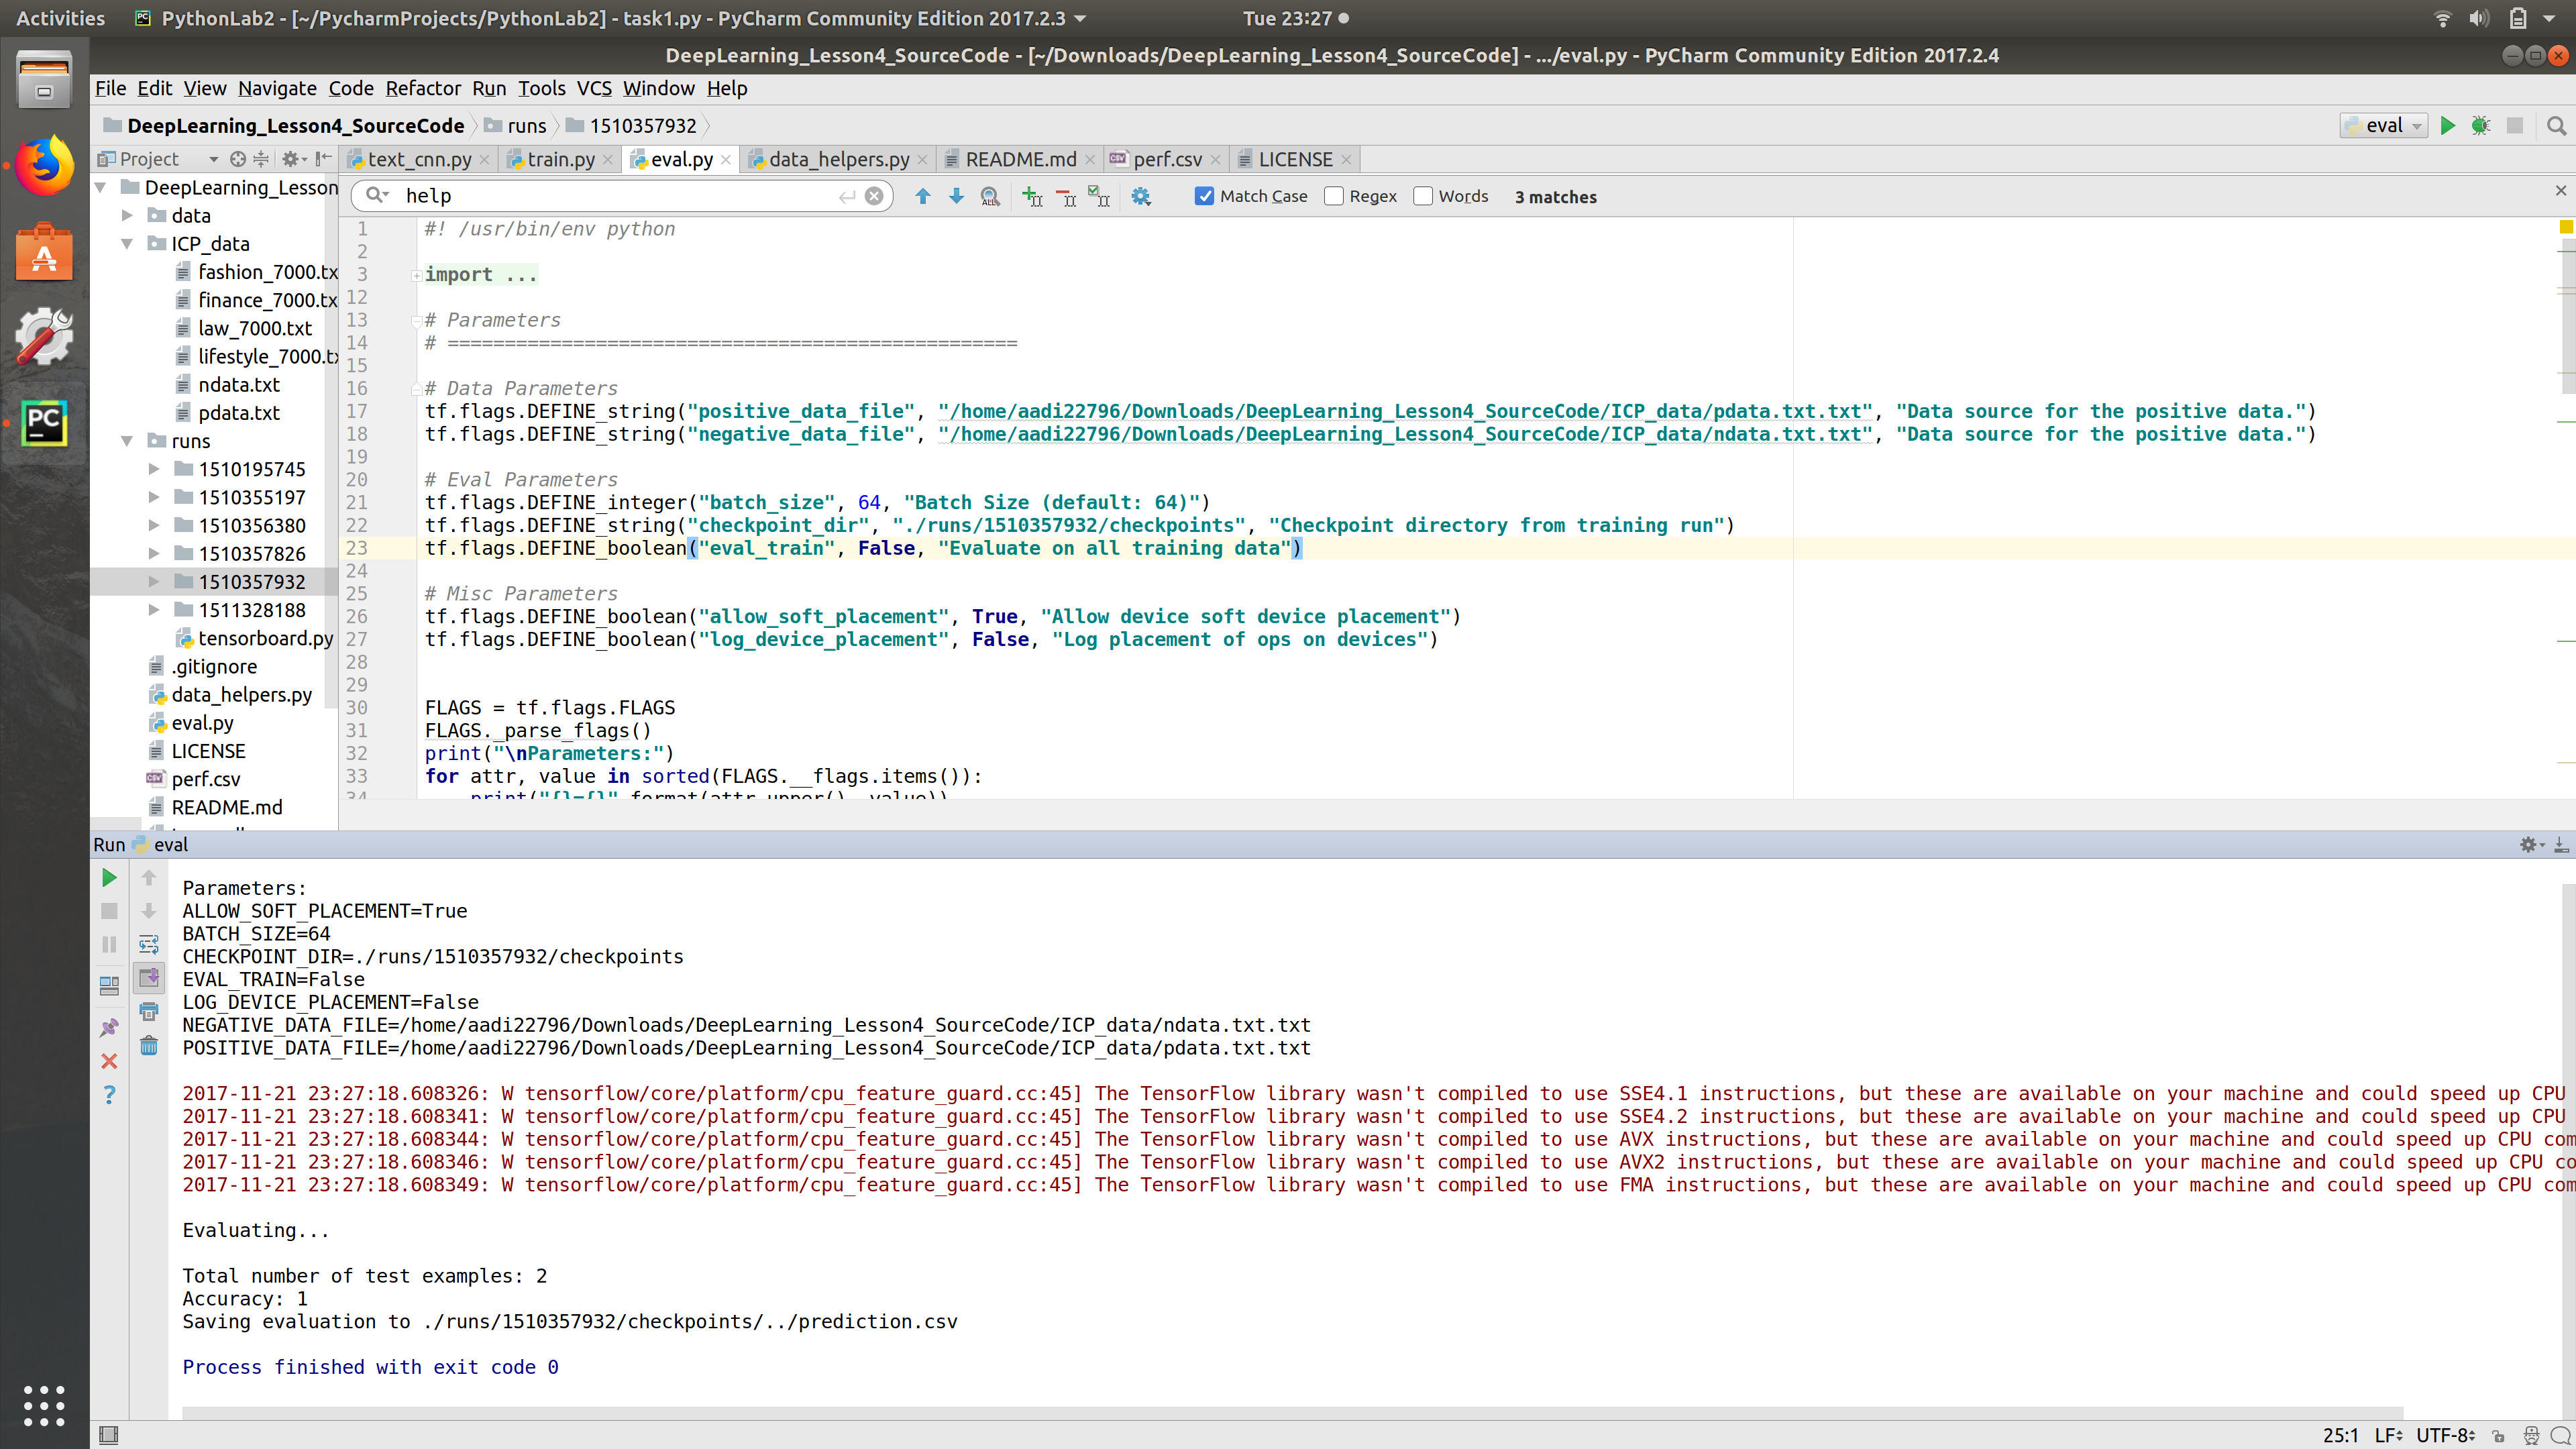 Activities
PythonLab2 - [~/PycharmProjects/PythonLab2] - task1.py - PyCharm Community Edition 2017.2.3
Tue 23:27
DeepLearning_Lesson4_SourceCode - [~/Downloads/DeepLearning_Lesson4_SourceCode] - .../eval.py - PyCharm Community Edition 2017.2.4
File Edit View Navigate Code Refactor Run Tools VCS Window Help
DeepLearning_Lesson4_SourceCode runs 1510357932
eval
Project
text_cnn.py train.py eval.py data_helpers.py README.md perf.csv LICENSE
help
Match Case Regex Words 3 matches
DeepLearning_Lesson
data
ICP_data
fashion_7000.tx
finance_7000.tx
law_7000.txt
lifestyle_7000.tx
ndata.txt
pdata.txt
runs
1510195745
1510355197
1510356380
1510357826
1510357932
1511328188
tensorboard.py
.gitignore
data_helpers.py
eval.py
LICENSE
perf.csv
README.md
1 #! /usr/bin/env python
2
3 import ...
12
13 # Parameters
14 # ==================================================
15
16 # Data Parameters
17 tf.flags.DEFINE_string("positive_data_file", "/home/aadi22796/Downloads/DeepLearning_Lesson4_SourceCode/ICP_data/pdata.txt.txt", "Data source for the positive data.")
18 tf.flags.DEFINE_string("negative_data_file", "/home/aadi22796/Downloads/DeepLearning_Lesson4_SourceCode/ICP_data/ndata.txt.txt", "Data source for the positive data.")
19
20 # Eval Parameters
21 tf.flags.DEFINE_integer("batch_size", 64, "Batch Size (default: 64)")
22 tf.flags.DEFINE_string("checkpoint_dir", "./runs/1510357932/checkpoints", "Checkpoint directory from training run")
23 tf.flags.DEFINE_boolean("eval_train", False, "Evaluate on all training data")
24
25 # Misc Parameters
26 tf.flags.DEFINE_boolean("allow_soft_placement", True, "Allow device soft device placement")
27 tf.flags.DEFINE_boolean("log_device_placement", False, "Log placement of ops on devices")
28
29
30 FLAGS = tf.flags.FLAGS
31 FLAGS._parse_flags()
32 print("\nParameters:")
33 for attr, value in sorted(FLAGS.__flags.items()):
34 print("{}={}".format(attr.upper(), value))
Run eval
Parameters:
ALLOW_SOFT_PLACEMENT=True
BATCH_SIZE=64
CHECKPOINT_DIR=./runs/1510357932/checkpoints
EVAL_TRAIN=False
LOG_DEVICE_PLACEMENT=False
NEGATIVE_DATA_FILE=/home/aadi22796/Downloads/DeepLearning_Lesson4_SourceCode/ICP_data/ndata.txt.txt
POSITIVE_DATA_FILE=/home/aadi22796/Downloads/DeepLearning_Lesson4_SourceCode/ICP_data/pdata.txt.txt
2017-11-21 23:27:18.608326: W tensorflow/core/platform/cpu_feature_guard.cc:45] The TensorFlow library wasn't compiled to use SSE4.1 instructions, but these are available on your machine and could speed up CPU
2017-11-21 23:27:18.608341: W tensorflow/core/platform/cpu_feature_guard.cc:45] The TensorFlow library wasn't compiled to use SSE4.2 instructions, but these are available on your machine and could speed up CPU
2017-11-21 23:27:18.608344: W tensorflow/core/platform/cpu_feature_guard.cc:45] The TensorFlow library wasn't compiled to use AVX instructions, but these are available on your machine and could speed up CPU com
2017-11-21 23:27:18.608346: W tensorflow/core/platform/cpu_feature_guard.cc:45] The TensorFlow library wasn't compiled to use AVX2 instructions, but these are available on your machine and could speed up CPU co
2017-11-21 23:27:18.608349: W tensorflow/core/platform/cpu_feature_guard.cc:45] The TensorFlow library wasn't compiled to use FMA instructions, but these are available on your machine and could speed up CPU com
Evaluating...
Total number of test examples: 2
Accuracy: 1
Saving evaluation to ./runs/1510357932/checkpoints/../prediction.csv
Process finished with exit code 0
25:1 LF UTF-8